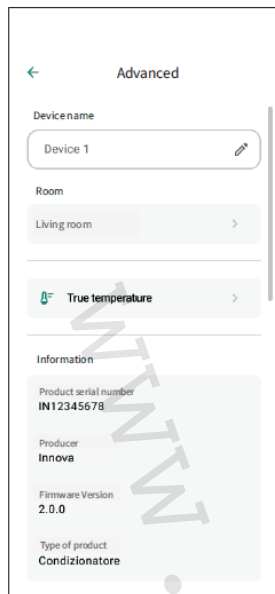 Advanced
Device name
Device 1
Room
Living room
True temperature
Information
Product serial number
IN12345678
Producer
Innova
Firmware Version
2.0.0
Type of product
Condizionatore
www.